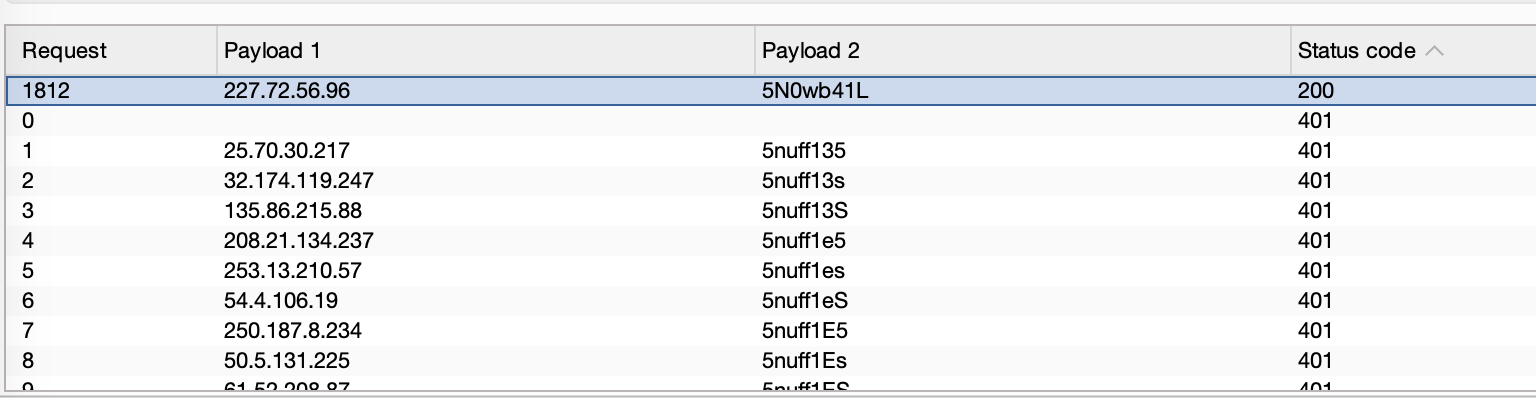 Request Payload 1 Payload 2 Status code
1812 227.72.56.96 5N0wb41L 200
0 401
1 25.70.30.217 5nuff135 401
2 32.174.119.247 5nuff13s 401
3 135.86.215.88 5nuff13S 401
4 208.21.134.237 5nuff1e5 401
5 253.13.210.57 5nuff1es 401
6 54.4.106.19 5nuff1eS 401
7 250.187.8.234 5nuff1E5 401
8 50.5.131.225 5nuff1Es 401
9 61.52.208.87 5nuff1ES 401